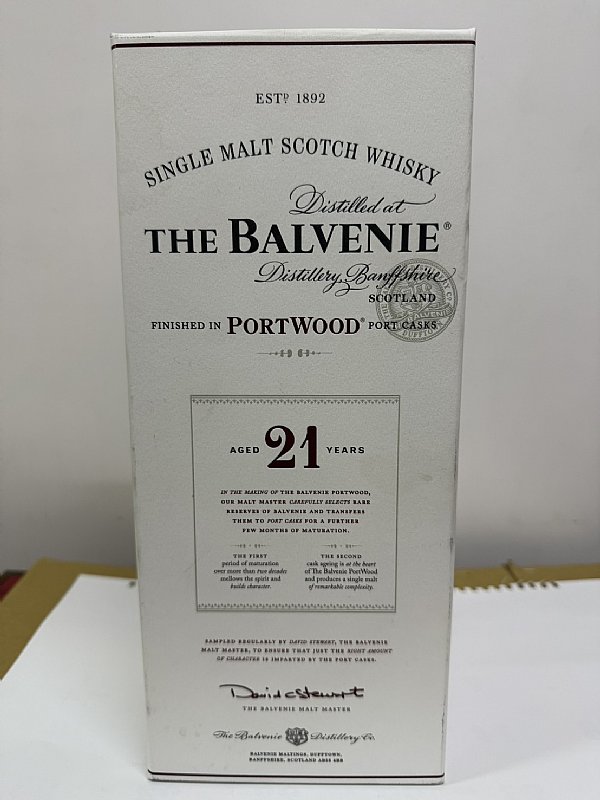 ESTD 1892
SINGLE MALT SCOTCH WHISKY
Distilled at
THE BALVENIE®
Distillery, Banffshire
SCOTLAND
FINISHED IN PORTWOOD® PORT CASKS
AGED 21 YEARS
IN THE MAKING OF THE BALVENIE PORTWOOD,
OUR MALT MASTER CAREFULLY SELECTS RARE
RESERVES OF BALVENIE AND TRANSFERS
THEM TO PORT CASKS FOR A FURTHER
FEW MONTHS OF MATURATION.
THE FIRST
period of maturation
over more than two decades
mellows the spirit and
builds character.
THE SECOND
cask ageing is at the heart
of The Balvenie PortWood
and produces a single malt
of remarkable complexity.
SAMPLED REGULARLY BY DAVID STEWART, THE BALVENIE
MALT MASTER, TO ENSURE THAT JUST THE RIGHT AMOUNT
OF CHARACTER IS IMPARTED BY THE PORT CASKS.
David C Stewart
THE BALVENIE MALT MASTER
The Balvenie Distillery Co.
BALVENIE MALTINGS, DUFFTOWN,
BANFFSHIRE, SCOTLAND AB55 4BB